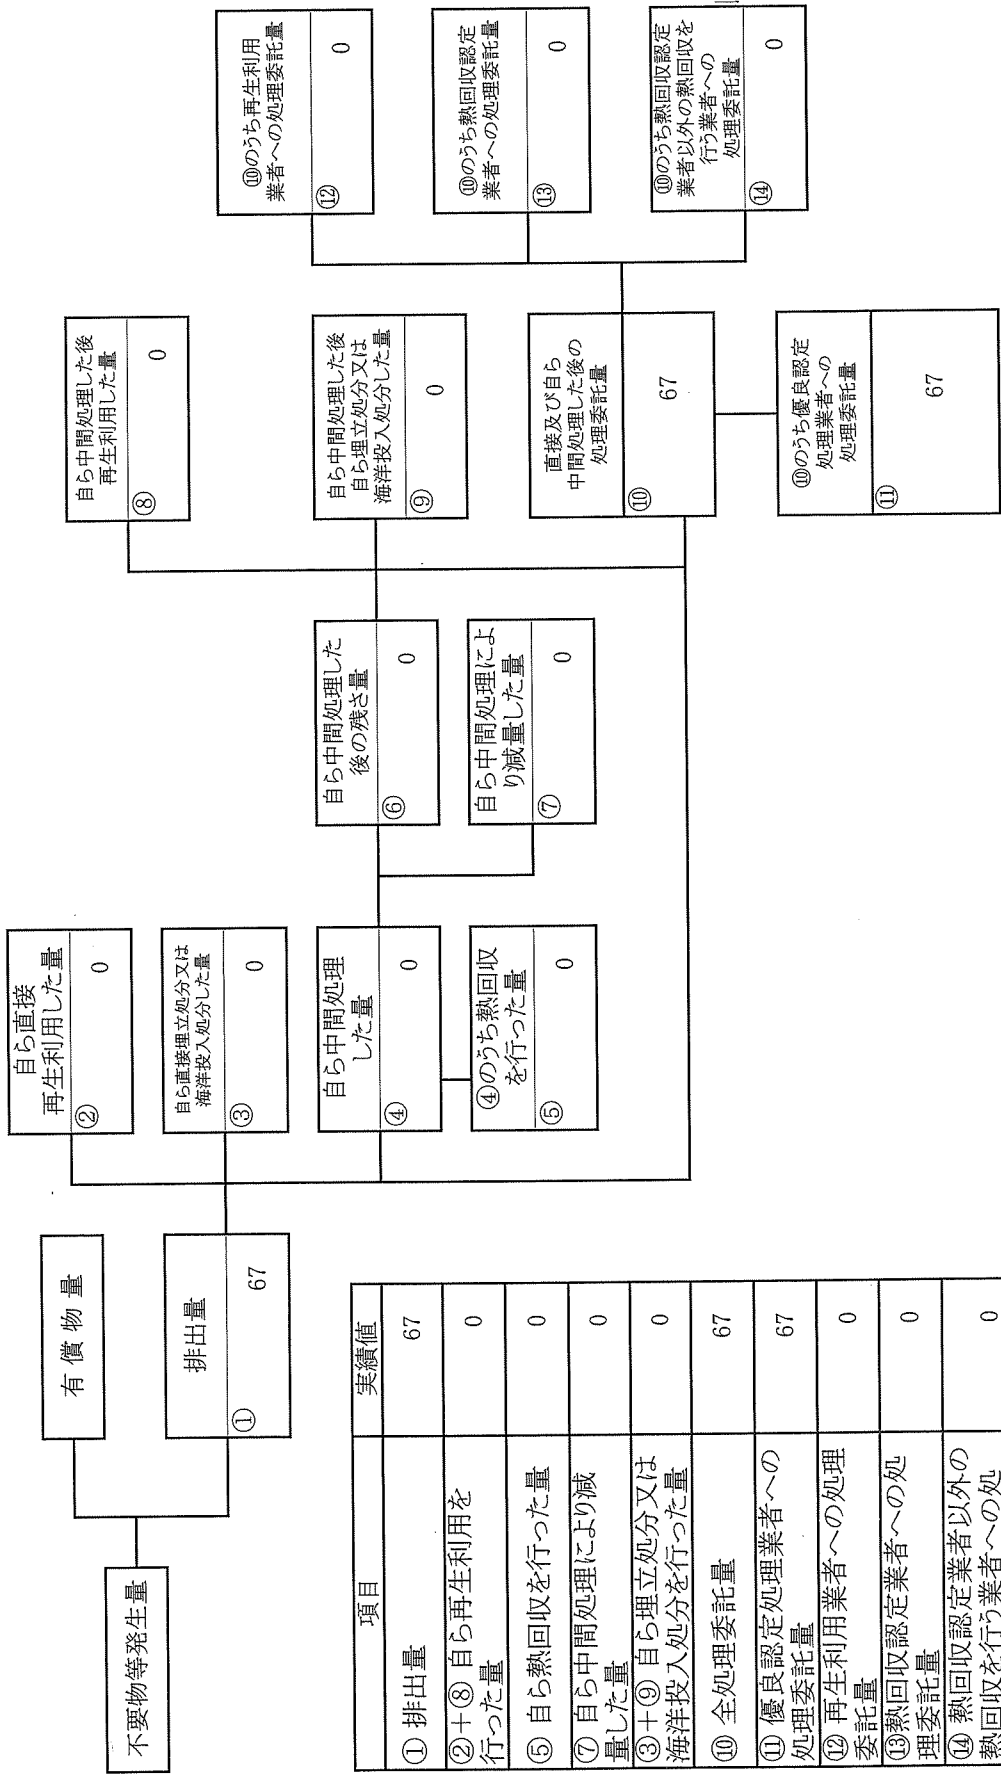 不要物等発生量
有償物量
排出量
①
67
自ら直接
再生利用した量
②
0
自ら直接埋立処分又は
海洋投入処分した量
③
0
自ら中間処理
した量
④
0
④のうち熱回収
を行った量
⑤
0
自ら中間処理した
後の残さ量
⑥
0
自ら中間処理によ
り減量した量
⑦
0
自ら中間処理した後
再生利用した量
⑧
0
自ら中間処理した後
自ら埋立処分又は
海洋投入処分した量
⑨
0
直接及び自ら
中間処理した後の
処理委託量
⑩
67
⑩のうち優良認定
処理業者への
処理委託量
⑪
67
⑩のうち再生利用
業者への処理委託量
⑫
0
⑩のうち熱回収認定
業者への処理委託量
⑬
0
⑩のうち熱回収認定
業者以外の熱回収を
行う業者への
処理委託量
⑭
0
項目 実績値
①排出量 67
②+⑧自ら再生利用を
行った量 0
⑤自ら熱回収を行った量 0
⑦自ら中間処理により減
量した量 0
③+⑨自ら埋立処分又は
海洋投入処分を行った量 0
⑩全処理委託量 67
⑪優良認定処理業者への
処理委託量 67
⑫再生利用業者への処理
委託量 0
⑬熱回収認定業者への処
理委託量 0
⑭熱回収認定業者以外の
熱回収を行う業者への処 0